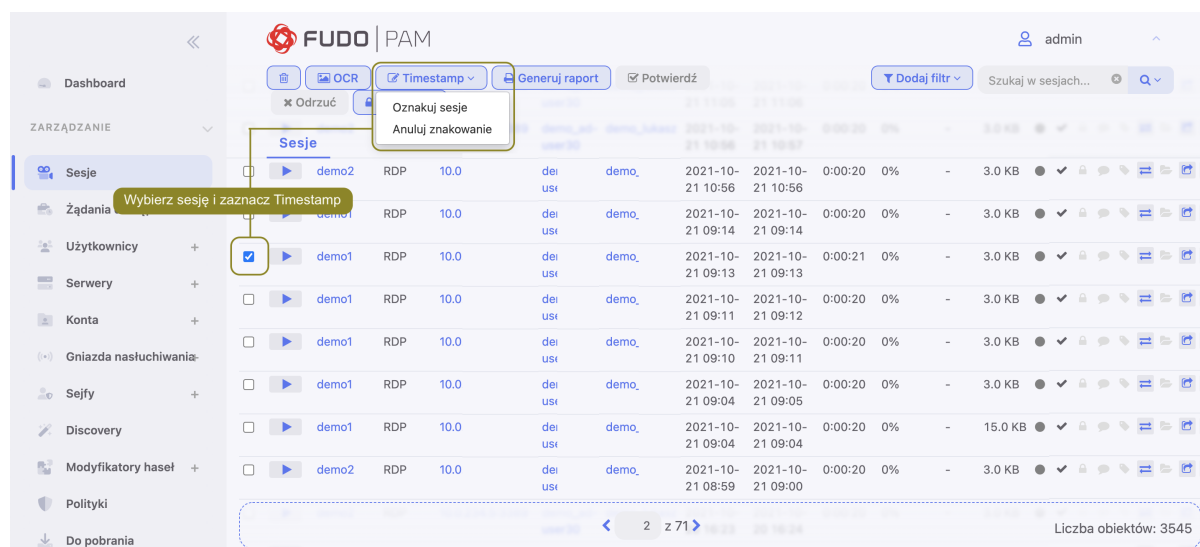 FUDO PAM
admin
Dashboard
OCR Timestamp Generuj raport Potwierdź Dodaj filtr Szukaj w sesjach...
Odrzuć
Oznakuj sesje
Anuluj znakowanie
ZARZĄDZANIE
Sesje
Sesje
Wybierz sesję i zaznacz Timestamp
Żądania
Użytkownicy +
Serwery +
Konta +
Gniazda nasłuchiwania
Sejfy +
Discovery
Modyfikatory haseł +
Polityki
Do pobrania
demo2 RDP 10.0 demo_ 2021-10- 2021-10- 0:00:20 0% - 3.0 KB
21 10:56 21 10:56
demo1 RDP 10.0 demo_ 2021-10- 2021-10- 0:00:20 0% - 3.0 KB
21 09:14 21 09:14
demo1 RDP 10.0 demo_ 2021-10- 2021-10- 0:00:21 0% - 3.0 KB
21 09:13 21 09:13
demo1 RDP 10.0 demo_ 2021-10- 2021-10- 0:00:20 0% - 3.0 KB
21 09:11 21 09:12
demo1 RDP 10.0 demo_ 2021-10- 2021-10- 0:00:20 0% - 3.0 KB
21 09:10 21 09:11
demo1 RDP 10.0 demo_ 2021-10- 2021-10- 0:00:20 0% - 3.0 KB
21 09:04 21 09:05
demo1 RDP 10.0 demo_ 2021-10- 2021-10- 0:00:20 0% - 15.0 KB
21 09:04 21 09:04
demo2 RDP 10.0 demo_ 2021-10- 2021-10- 0:00:20 0% - 3.0 KB
21 08:59 21 09:00
2 z 71
Liczba obiektów: 3545